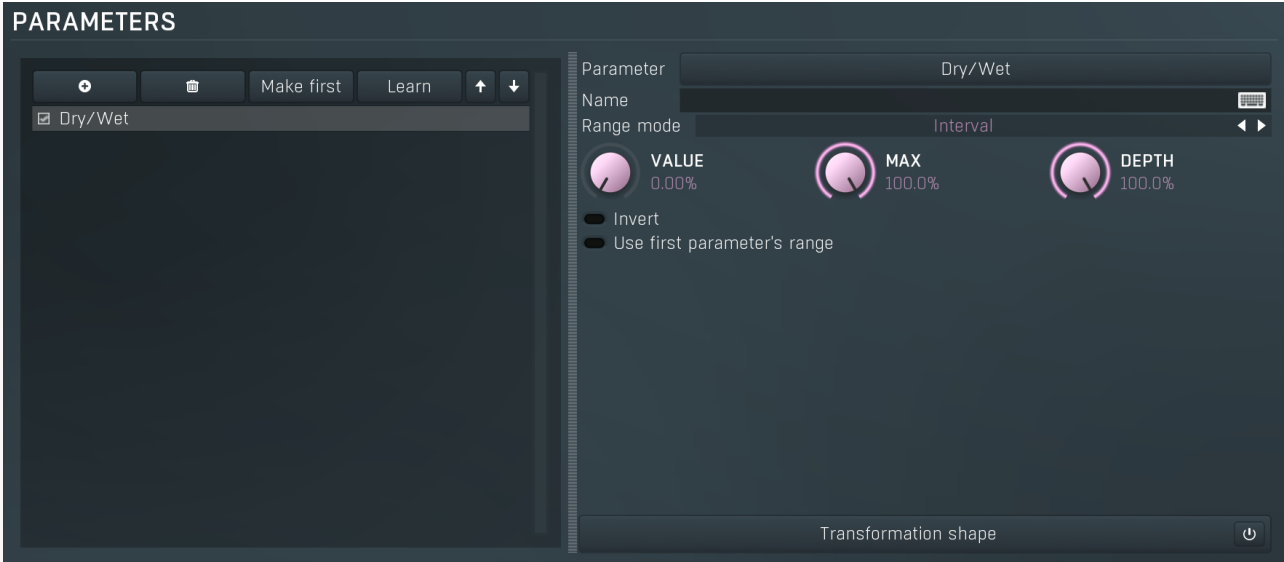 PARAMETERS
Make first Learn
Dry/Wet
Parameter Dry/Wet
Name
Range mode Interval
VALUE MAX DEPTH
0.00% 100.0% 100.0%
Invert
Use first parameter's range
Transformation shape